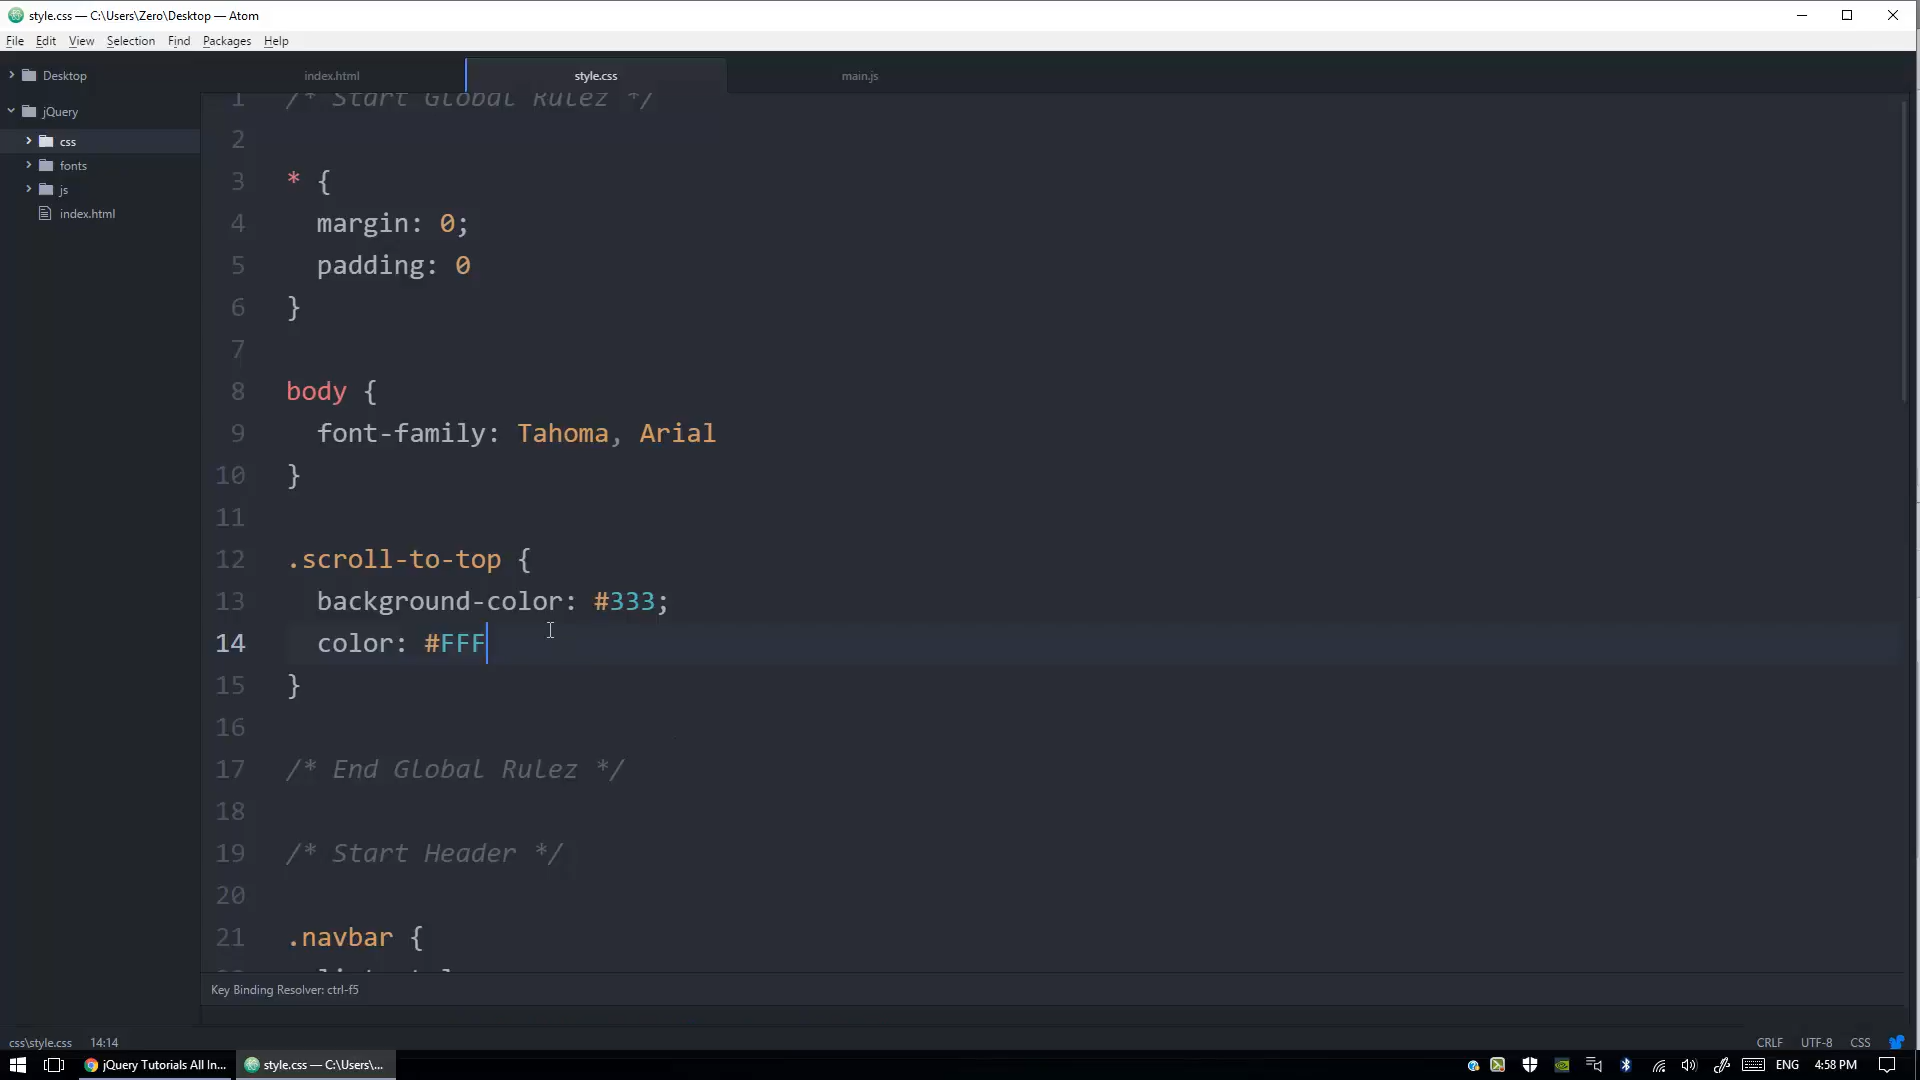 style.css — C:\Users\Zero\Desktop — Atom
File Edit View Selection Find Packages Help
Desktop
jQuery
css
fonts
js
index.html
index.html style.css main.js
1 /* Start Global Rulez */
2
3 * {
4 margin: 0;
5 padding: 0
6 }
7
8 body {
9 font-family: Tahoma, Arial
10 }
11
12 .scroll-to-top {
13 background-color: #333;
14 color: #FFF
15 }
16
17 /* End Global Rulez */
18
19 /* Start Header */
20
21 .navbar {
Key Binding Resolver: ctrl-f5
css\style.css 14:14 CRLF UTF-8 CSS
jQuery Tutorials All In... style.css — C:\Users\... ENG 4:58 PM